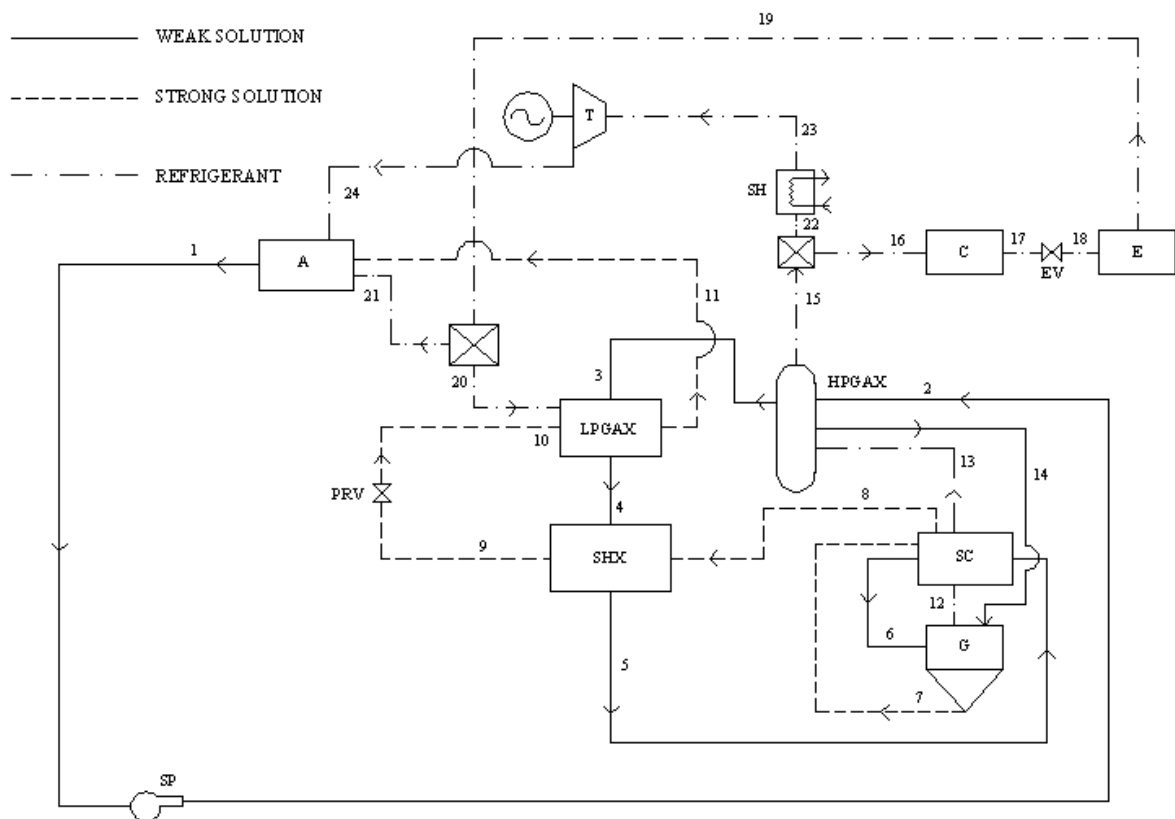 19
WEAK SOLUTION
STRONG SOLUTION
T
23
REFRIGERANT
24
SH
22
1
16
17
18
A
C
E
EV
21
11
15
20
3
HPGAX
2
10
LPGAX
13
14
PRV
8
4
9
SHX
SC
12
6
G
5
7
SP